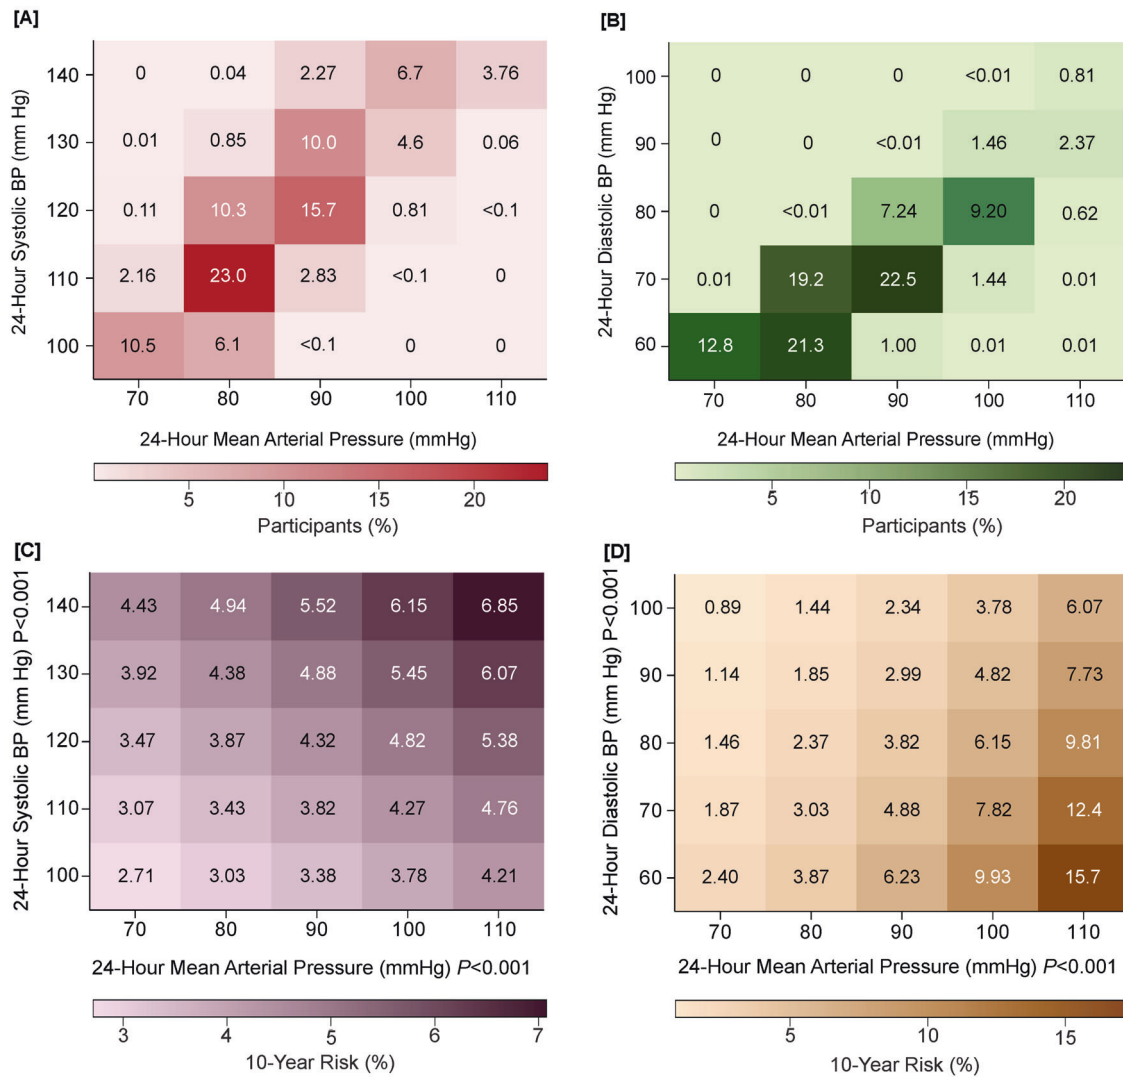 [A]
24-Hour Systolic BP (mm Hg)
140 0 0.04 2.27 6.7 3.76
130 0.01 0.85 10.0 4.6 0.06
120 0.11 10.3 15.7 0.81 <0.1
110 2.16 23.0 2.83 <0.1 0
100 10.5 6.1 <0.1 0 0
70 80 90 100 110
24-Hour Mean Arterial Pressure (mmHg)
5 10 15 20
Participants (%)
[B]
24-Hour Diastolic BP (mm Hg)
100 0 0 0 <0.01 0.81
90 0 0 <0.01 1.46 2.37
80 0 <0.01 7.24 9.20 0.62
70 0.01 19.2 22.5 1.44 0.01
60 12.8 21.3 1.00 0.01 0.01
70 80 90 100 110
24-Hour Mean Arterial Pressure (mmHg)
5 10 15 20
Participants (%)
[C]
24-Hour Systolic BP (mm Hg) P<0.001
140 4.43 4.94 5.52 6.15 6.85
130 3.92 4.38 4.88 5.45 6.07
120 3.47 3.87 4.32 4.82 5.38
110 3.07 3.43 3.82 4.27 4.76
100 2.71 3.03 3.38 3.78 4.21
70 80 90 100 110
24-Hour Mean Arterial Pressure (mmHg) P<0.001
3 4 5 6 7
10-Year Risk (%)
[D]
24-Hour Diastolic BP (mm Hg) P<0.001
100 0.89 1.44 2.34 3.78 6.07
90 1.14 1.85 2.99 4.82 7.73
80 1.46 2.37 3.82 6.15 9.81
70 1.87 3.03 4.88 7.82 12.4
60 2.40 3.87 6.23 9.93 15.7
70 80 90 100 110
24-Hour Mean Arterial Pressure (mmHg) P<0.001
5 10 15
10-Year Risk (%)